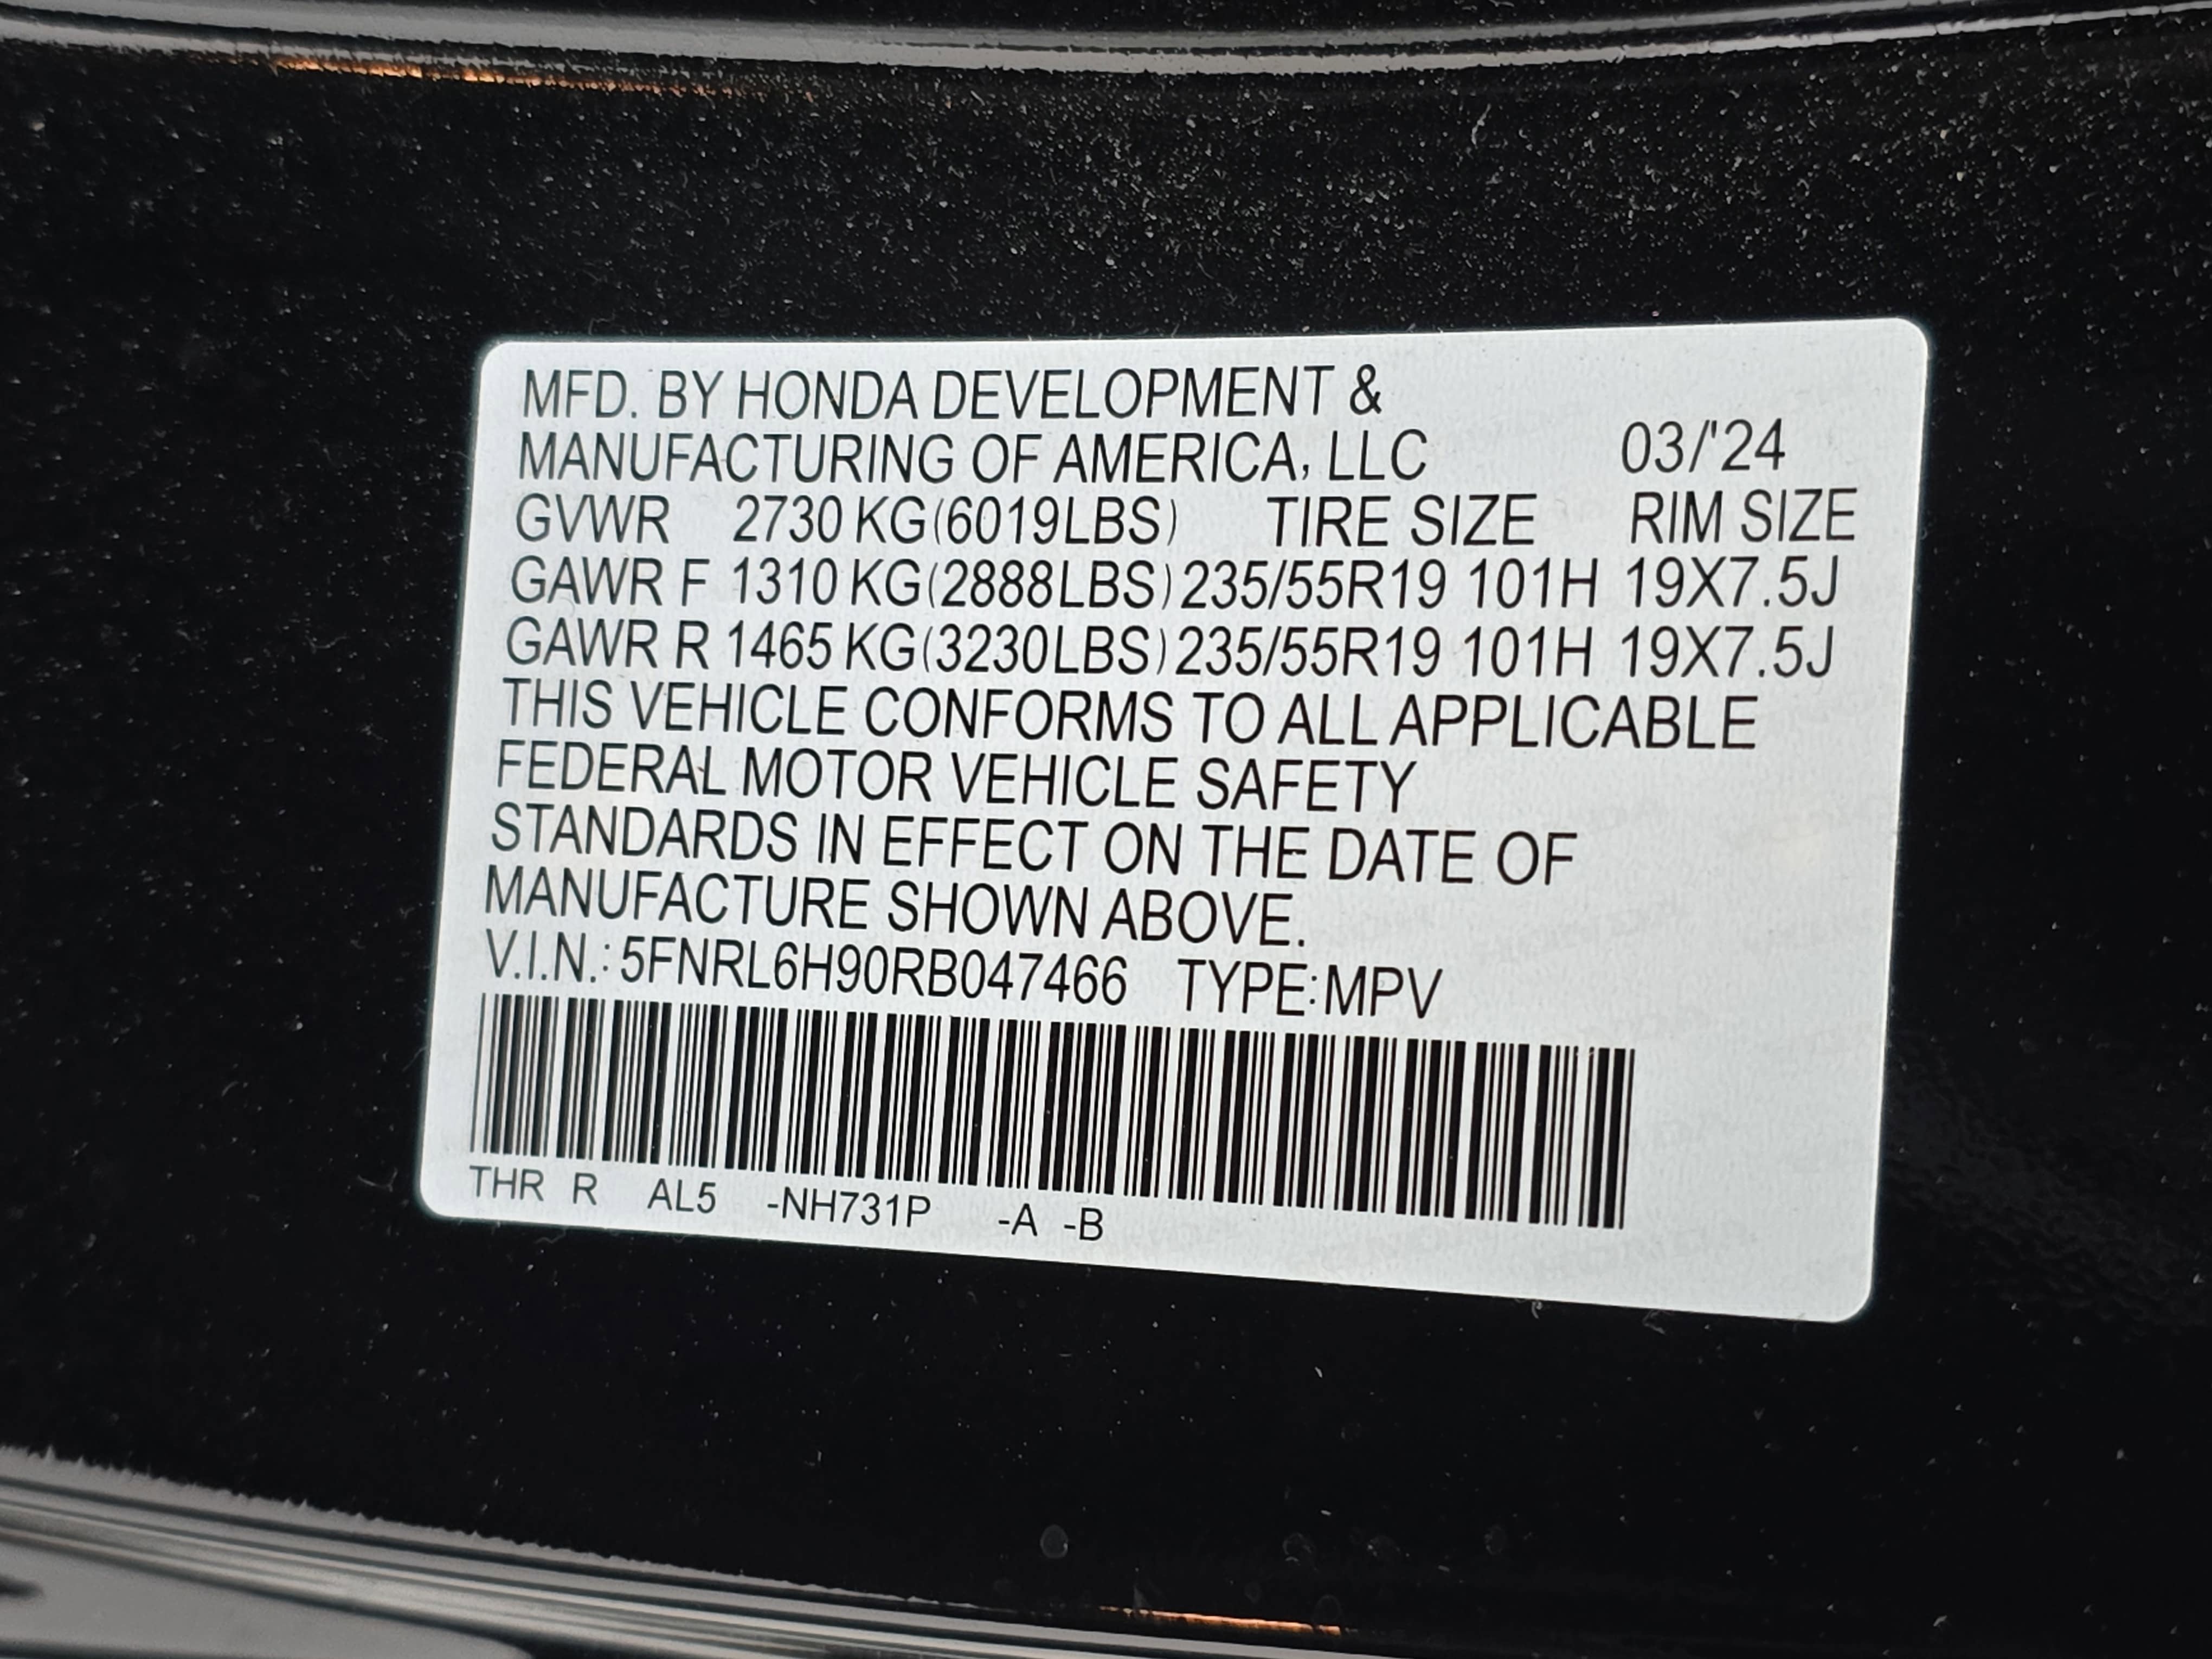 MFD. BY HONDA DEVELOPMENT &
MANUFACTURING OF AMERICA, LLC 03/'24
GVWR 2730 KG(6019LBS) TIRE SIZE RIM SIZE
GAWR F 1310 KG(2888LBS) 235/55R19 101H 19X7.5J
GAWR R 1465 KG(3230LBS) 235/55R19 101H 19X7.5J
THIS VEHICLE CONFORMS TO ALL APPLICABLE
FEDERAL MOTOR VEHICLE SAFETY
STANDARDS IN EFFECT ON THE DATE OF
MANUFACTURE SHOWN ABOVE.
V.I.N.: 5FNRL6H90RB047466 TYPE:MPV
THR R AL5 -NH731P -A -B